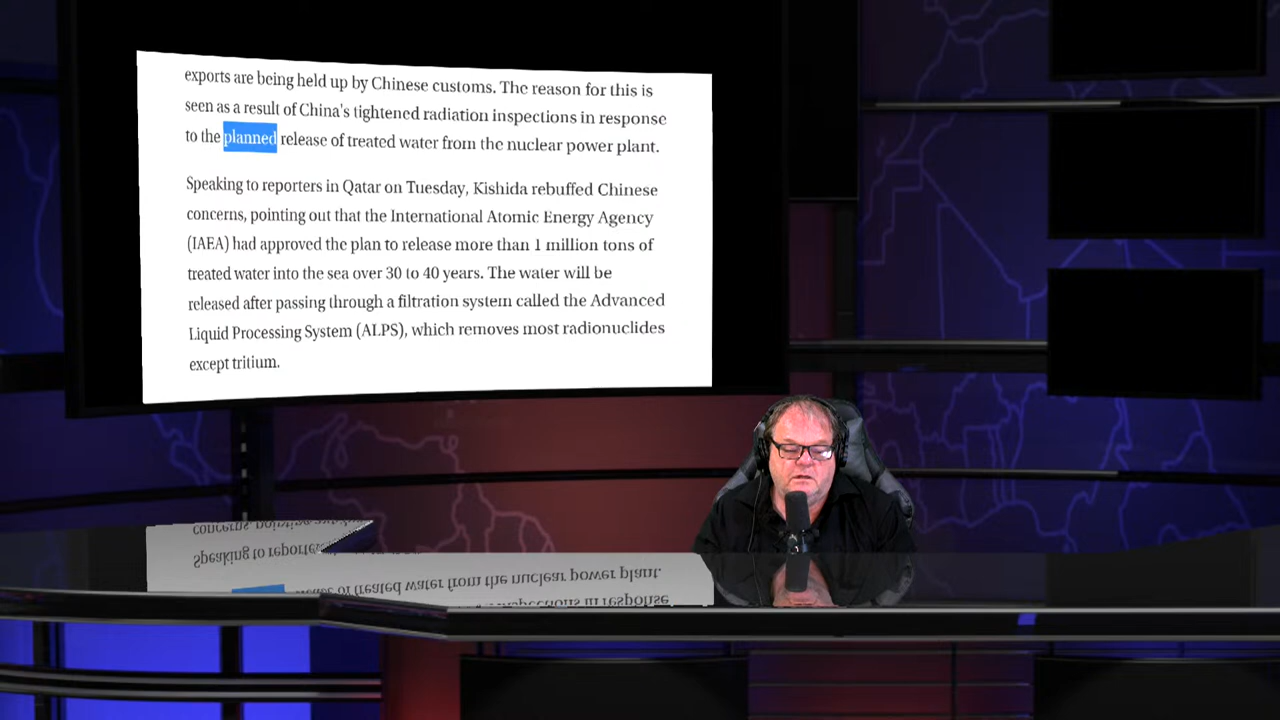 exports are being held up by Chinese customs. The reason for this is
seen as a result of China's tightened radiation inspections in response
to the planned release of treated water from the nuclear power plant.
Speaking to reporters in Qatar on Tuesday, Kishida rebuffed Chinese
concerns, pointing out that the International Atomic Energy Agency
(IAEA) had approved the plan to release more than 1 million tons of
treated water into the sea over 30 to 40 years. The water will be
released after passing through a filtration system called the Advanced
Liquid Processing System (ALPS), which removes most radionuclides
except tritium.